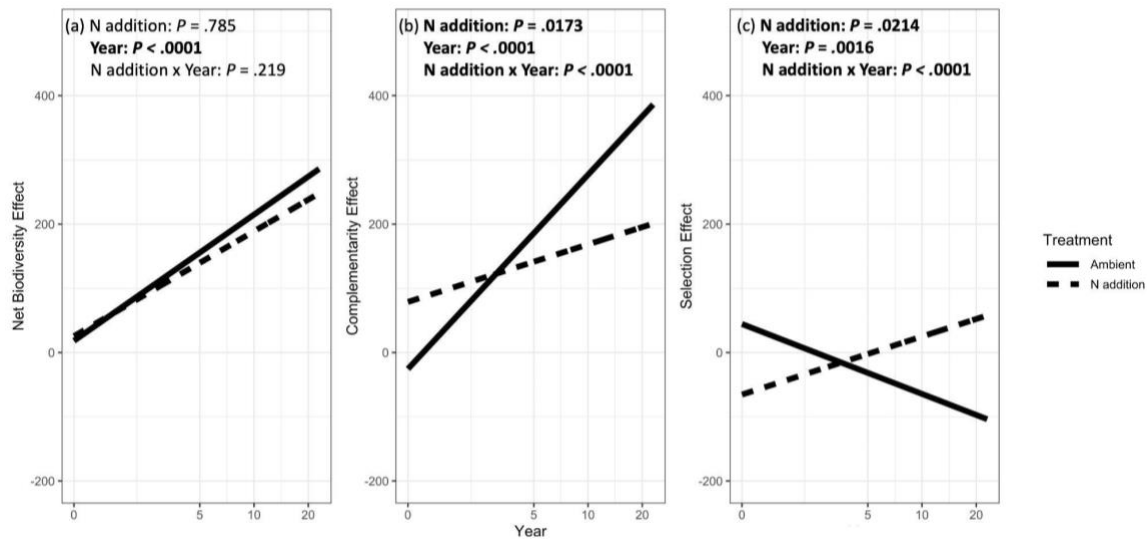 (a) N addition: P = .785
Year: P < .0001
N addition x Year: P = .219
400
200
0
-200
Net Biodiversity Effect
0 5 10 20
(b) N addition: P = .0173
Year: P < .0001
N addition x Year: P < .0001
400
200
0
-200
Complementarity Effect
0 5 10 20
Year
(c) N addition: P = .0214
Year: P = .0016
N addition x Year: P < .0001
400
200
0
-200
Selection Effect
0 5 10 20
Treatment
Ambient
N addition